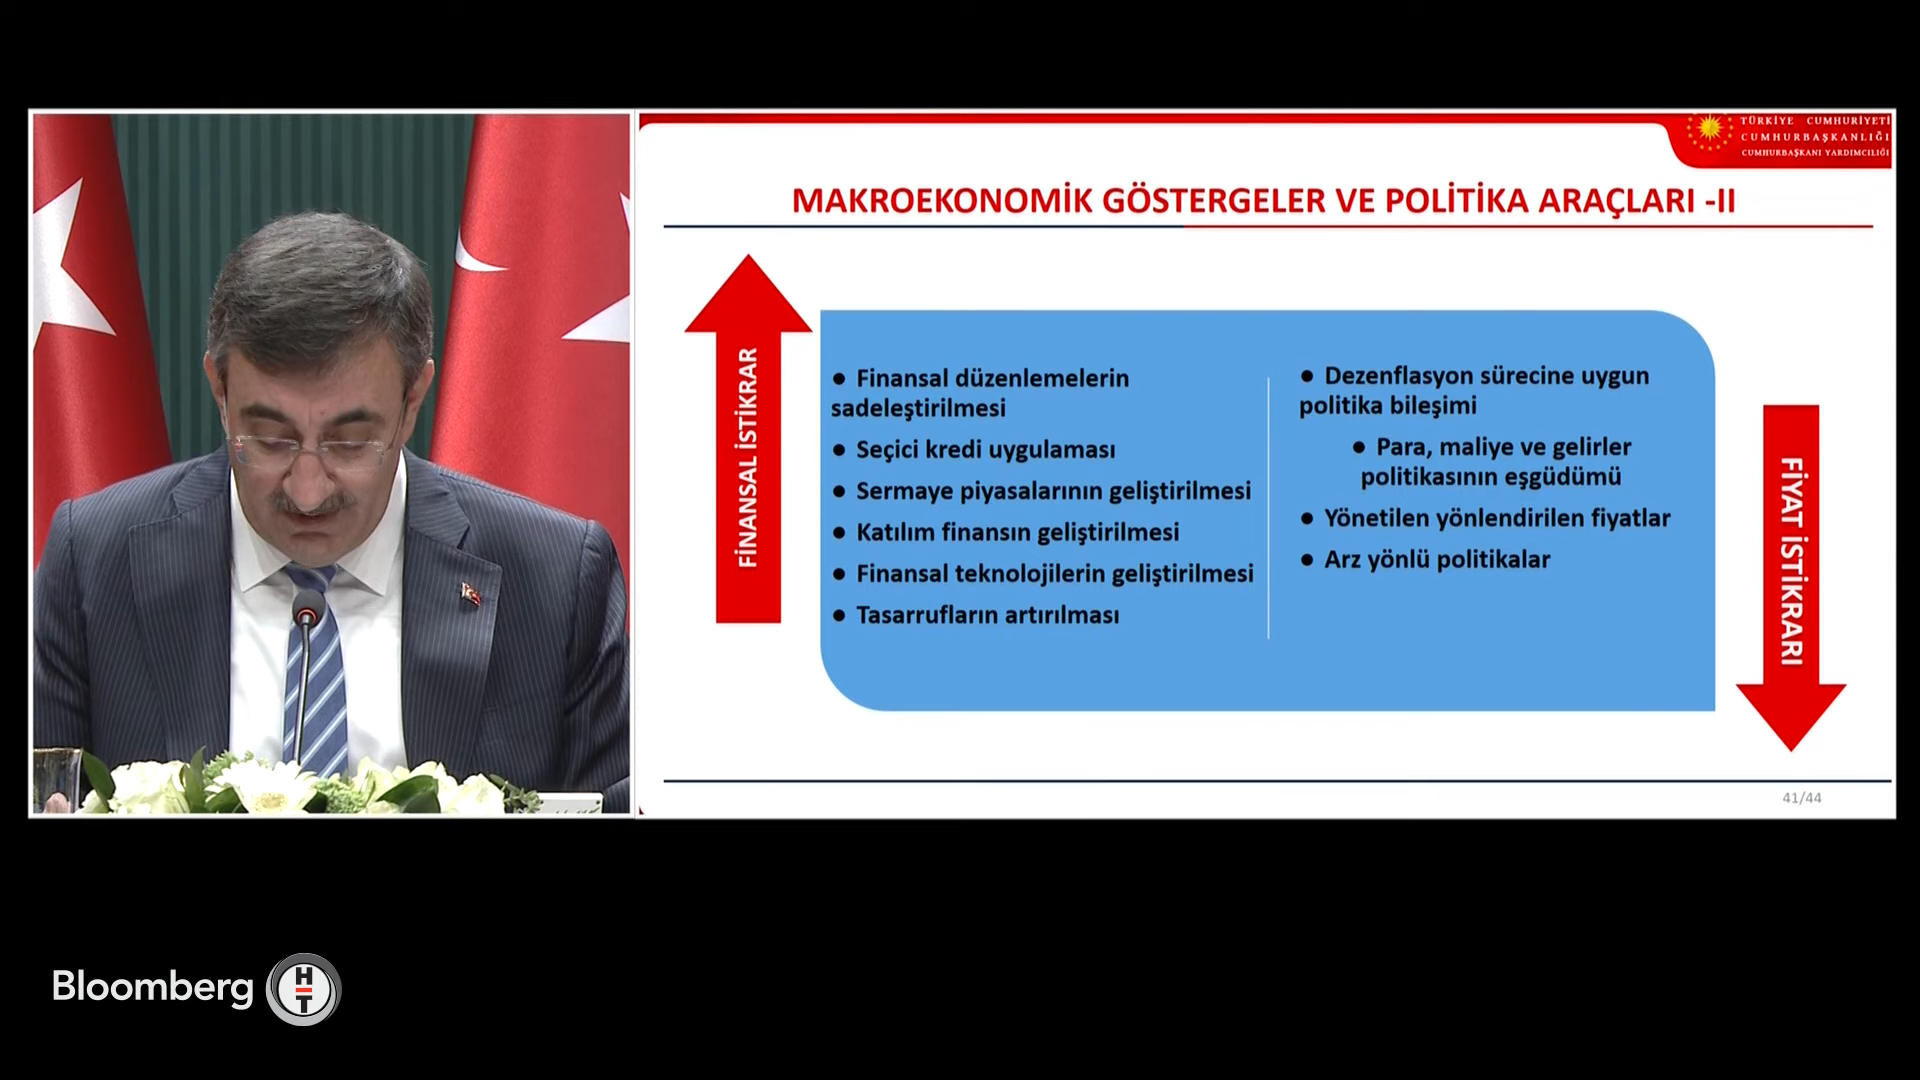 TÜRKİYE CUMHURİYETİ
CUMHURBAŞKANLIĞI
CUMHURBAŞKANI YARDIMCILIĞI
MAKROEKONOMİK GÖSTERGELER VE POLİTİKA ARAÇLARI -II
FİNANSAL İSTİKRAR
● Finansal düzenlemelerin
sadeleştirilmesi
● Seçici kredi uygulaması
● Sermaye piyasalarının geliştirilmesi
● Katılım finansın geliştirilmesi
● Finansal teknolojilerin geliştirilmesi
● Tasarrufların artırılması
● Dezenflasyon sürecine uygun
politika bileşimi
● Para, maliye ve gelirler
politikasının eşgüdümü
● Yönetilen yönlendirilen fiyatlar
● Arz yönlü politikalar
FİYAT İSTİKRARI
41/44
Bloomberg HT